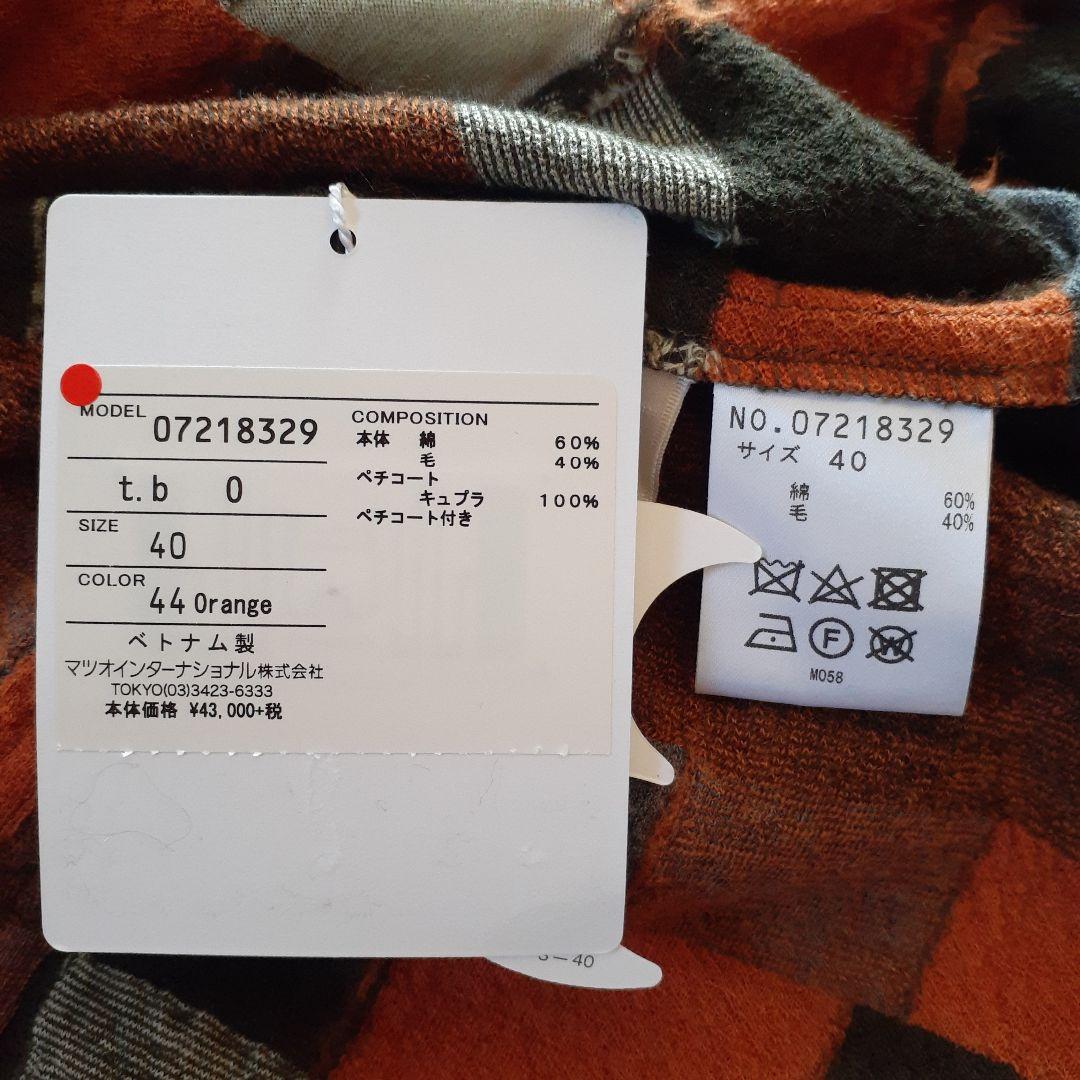 MODEL 07218329
t.b 0
SIZE 40
COLOR 44 Orange
ベトナム製
マツオインターナショナル株式会社
TOKYO(03)3423-6333
本体価格 ¥43,000+税
COMPOSITION
本体 綿 60%
毛 40%
ペチコート
キュプラ 100%
ペチコート付き
NO.07218329
サイズ 40
綿 60%
毛 40%
F
W
M058
-40